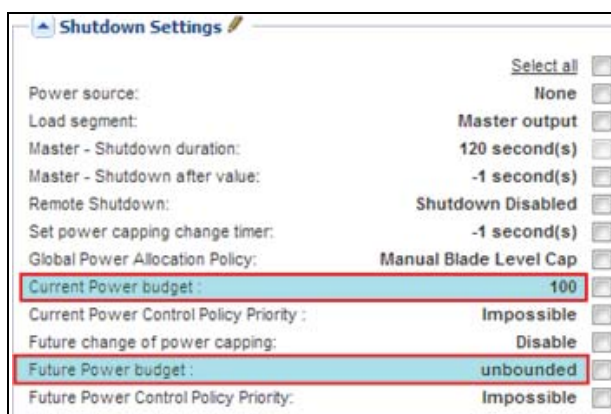 Shutdown Settings
Select all
Power source: None
Load segment: Master output
Master - Shutdown duration: 120 second(s)
Master - Shutdown after value: -1 second(s)
Remote Shutdown: Shutdown Disabled
Set power capping change timer: -1 second(s)
Global Power Allocation Policy: Manual Blade Level Cap
Current Power budget : 100
Current Power Control Policy Priority : Impossible
Future change of power capping: Disable
Future Power budget : unbounded
Future Power Control Policy Priority: Impossible